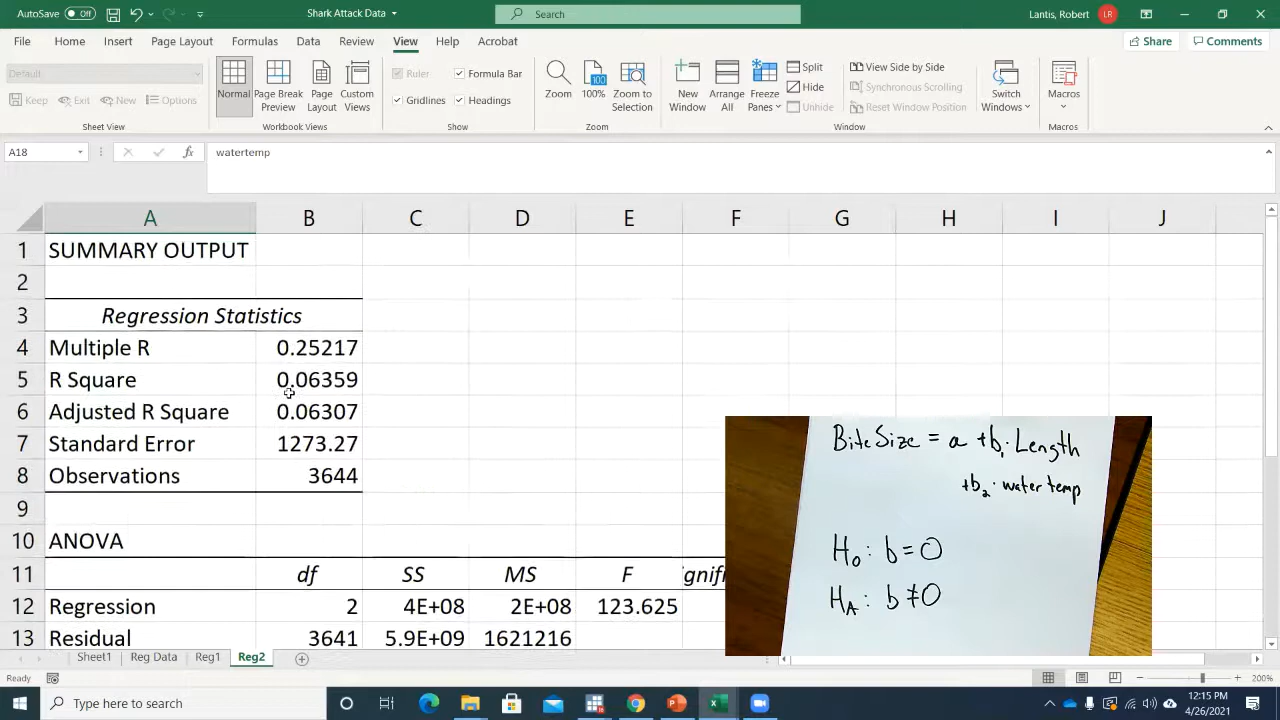 AutoSave Off
Shark Attack Data
Search
Lantis, Robert LR
File Home Insert Page Layout Formulas Data Review View Help Acrobat
Share Comments
Default
Keep Exit New Options
Sheet View
Normal Page Break Preview Page Layout Custom Views
Workbook Views
Ruler Formula Bar
Gridlines Headings
Show
Zoom 100% Zoom to Selection
Zoom
New Window Arrange All Freeze Panes
Split
Hide
Unhide
View Side by Side
Synchronous Scrolling
Reset Window Position
Switch Windows
Window
Macros
Macros
A18 fx watertemp
A B C D E F G H I J
1 SUMMARY OUTPUT
2
3 Regression Statistics
4 Multiple R 0.25217
5 R Square 0.06359
6 Adjusted R Square 0.06307
7 Standard Error 1273.27
8 Observations 3644
9
10 ANOVA
11 df SS MS F gnifi
12 Regression 2 4E+08 2E+08 123.625
13 Residual 3641 5.9E+09 1621216
BiteSize = a + b₁ · Length
+ b₂ · water temp
H₀: b = 0
H_A: b ≠ 0
Sheet1 Reg Data Reg1 Reg2
Ready
200%
Type here to search
12:15 PM
4/26/2021